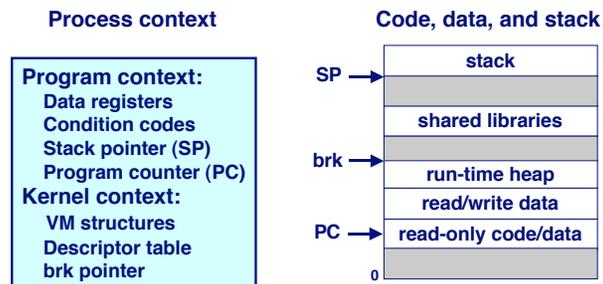 Process context
Program context:
Data registers
Condition codes
Stack pointer (SP)
Program counter (PC)
Kernel context:
VM structures
Descriptor table
brk pointer
Code, data, and stack
stack
SP
shared libraries
brk
run-time heap
read/write data
PC
read-only code/data
0